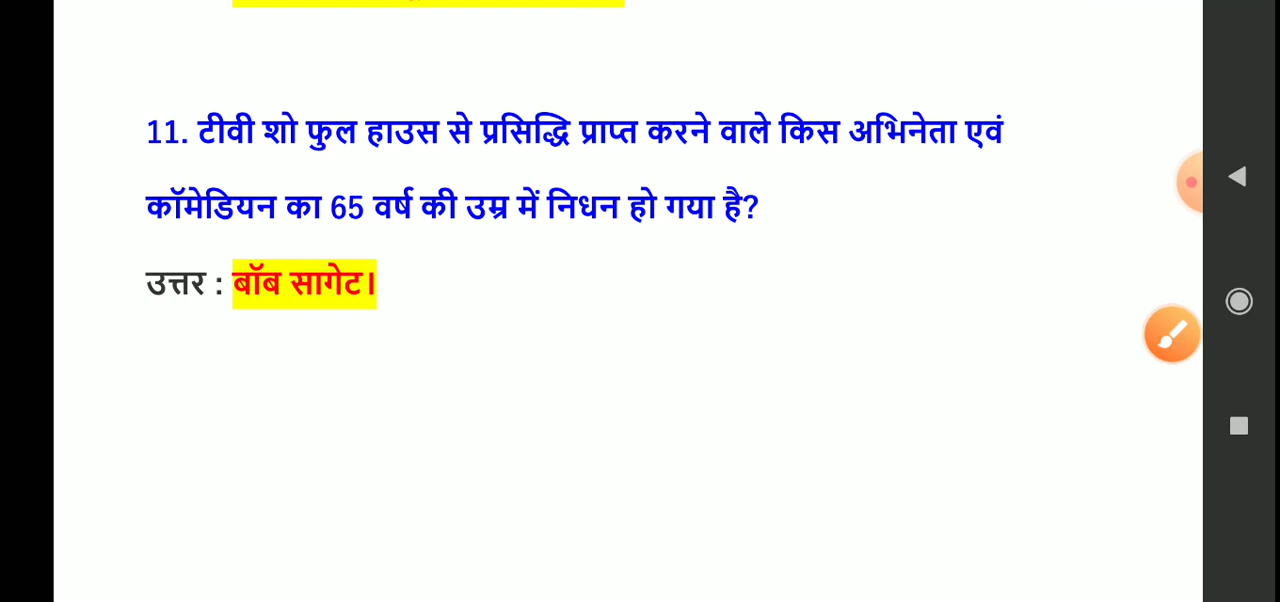 11. टीवी शो फुल हाउस से प्रसिद्धि प्राप्त करने वाले किस अभिनेता एवं
कॉमेडियन का 65 वर्ष की उम्र में निधन हो गया है?
उत्तर : बॉब सागेट।